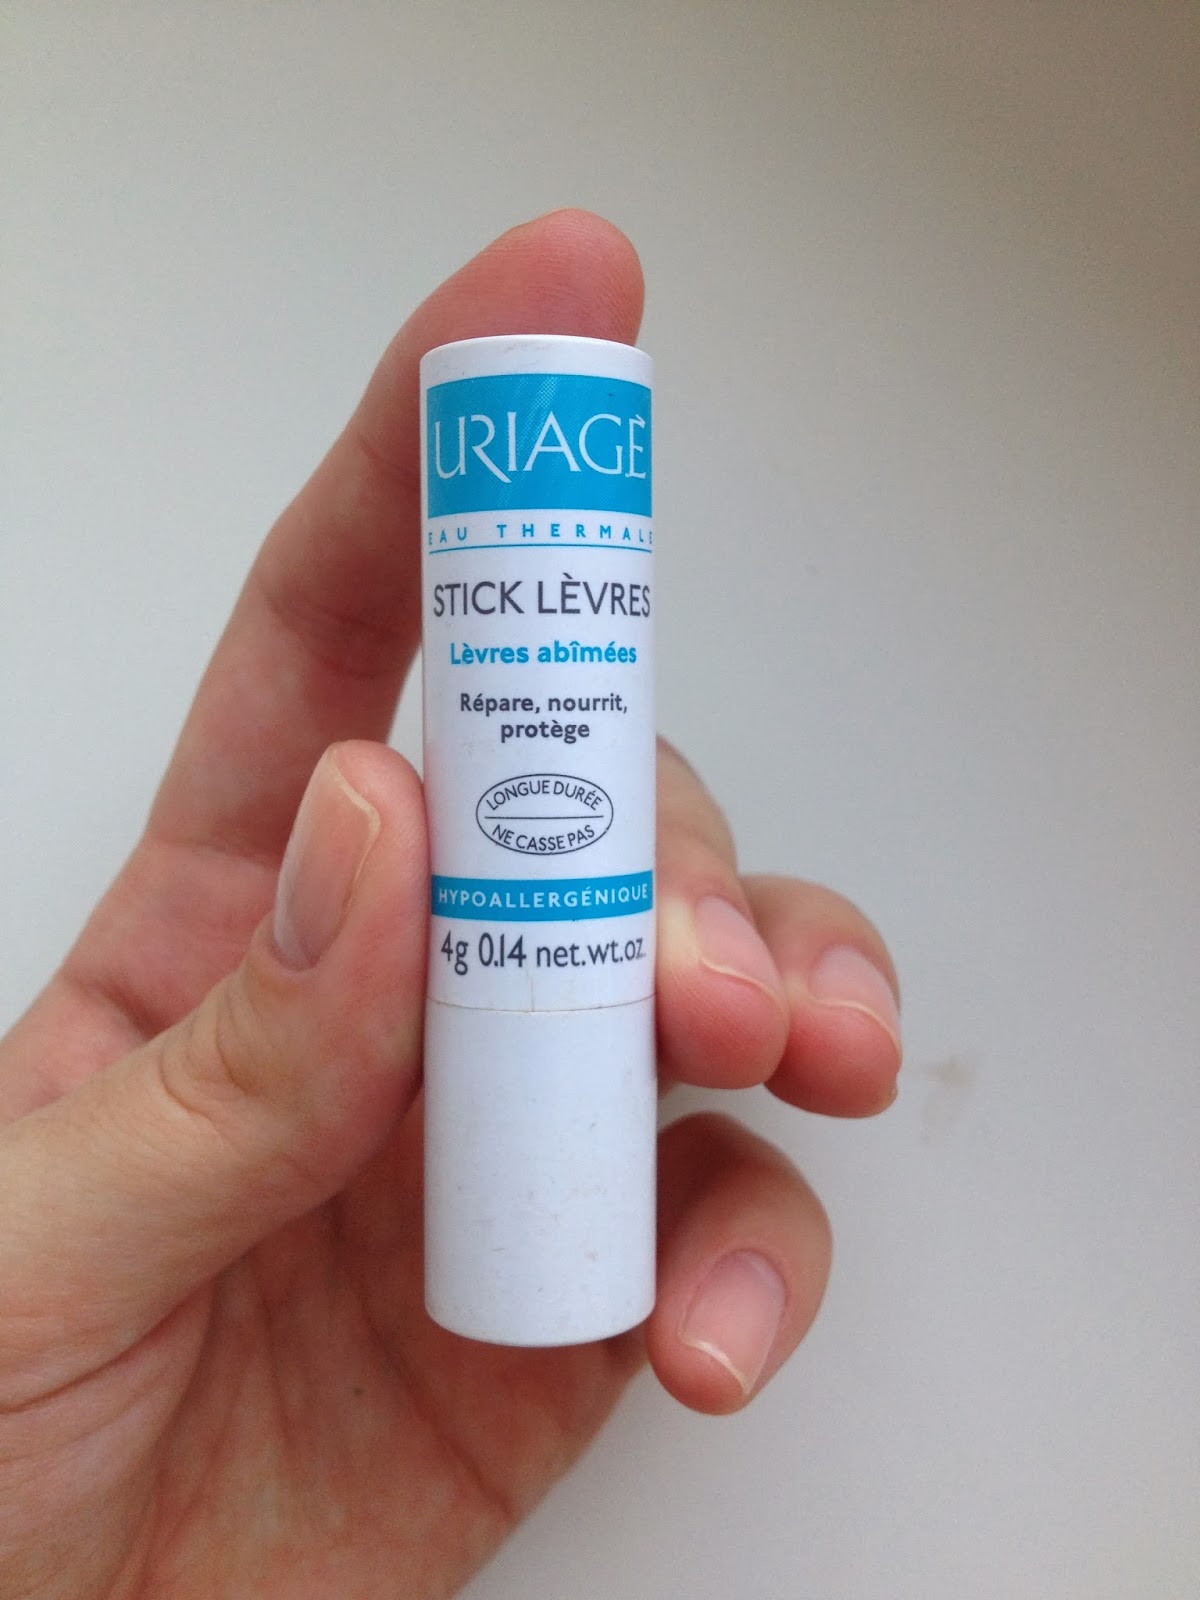 URIAGÈ
EAU THERMALE
STICK LÈVRES
Lèvres abîmées
Répare, nourrit,
protège
LONGUE DURÉE
NE CASSE PAS
HYPOALLERGÉNIQUE
4g 0.14 net.wt.oz.